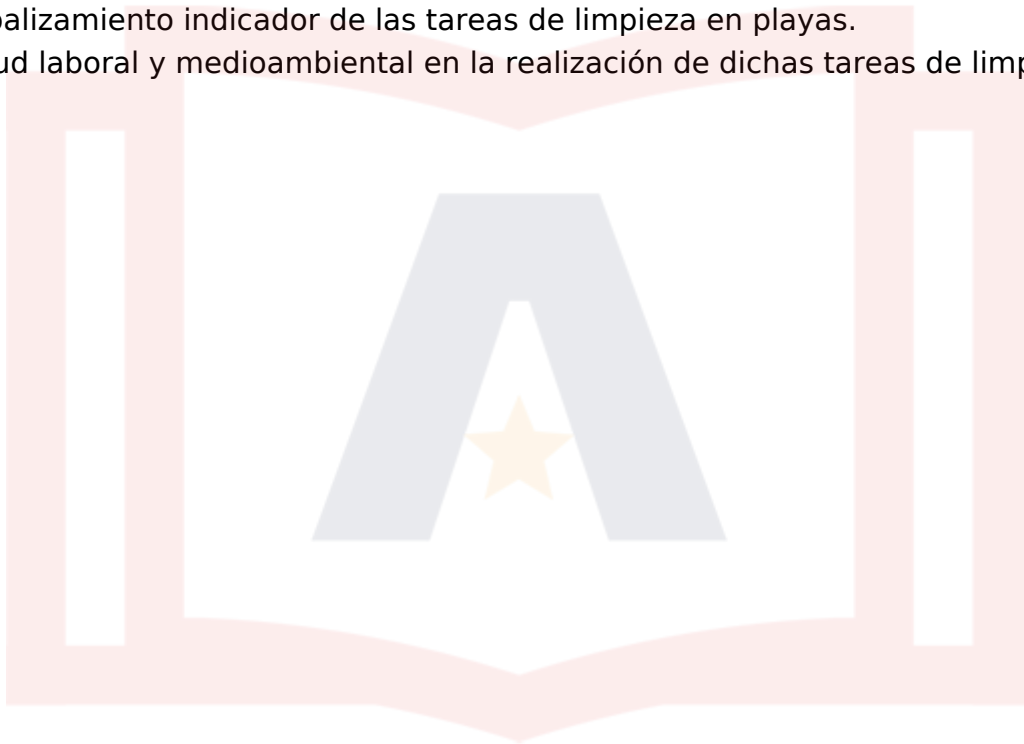 balizamiento indicador de las tareas de limpieza en playas.
ud laboral y medioambiental en la realización de dichas tareas de limp